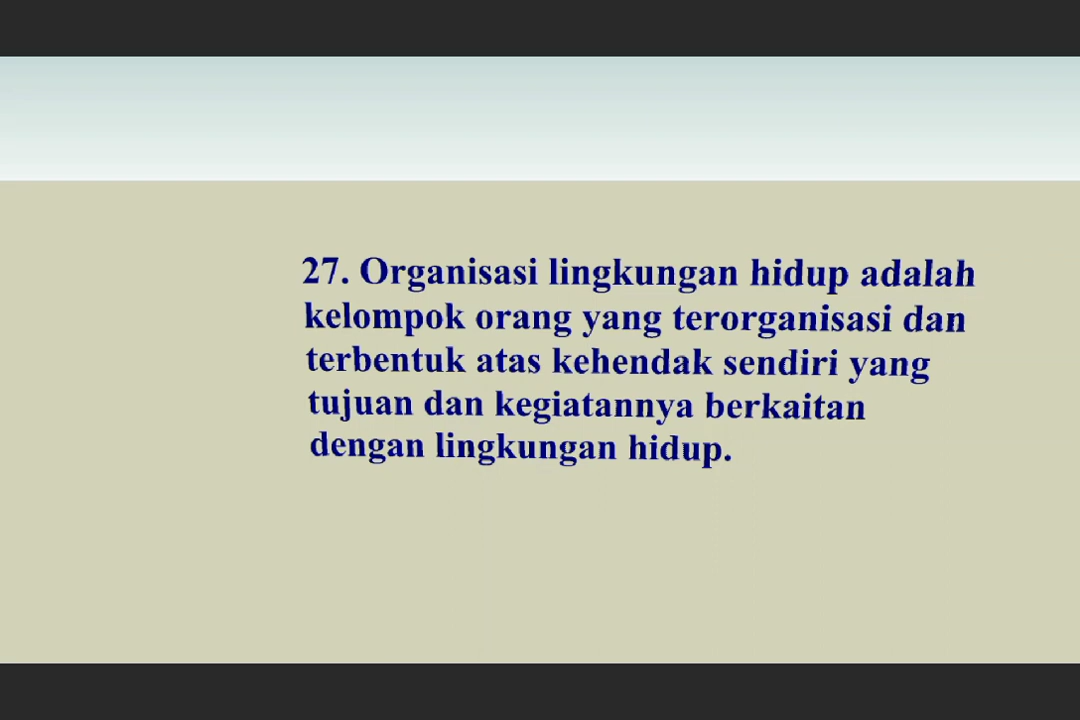 27. Organisasi lingkungan hidup adalah
kelompok orang yang terorganisasi dan
terbentuk atas kehendak sendiri yang
tujuan dan kegiatannya berkaitan
dengan lingkungan hidup.